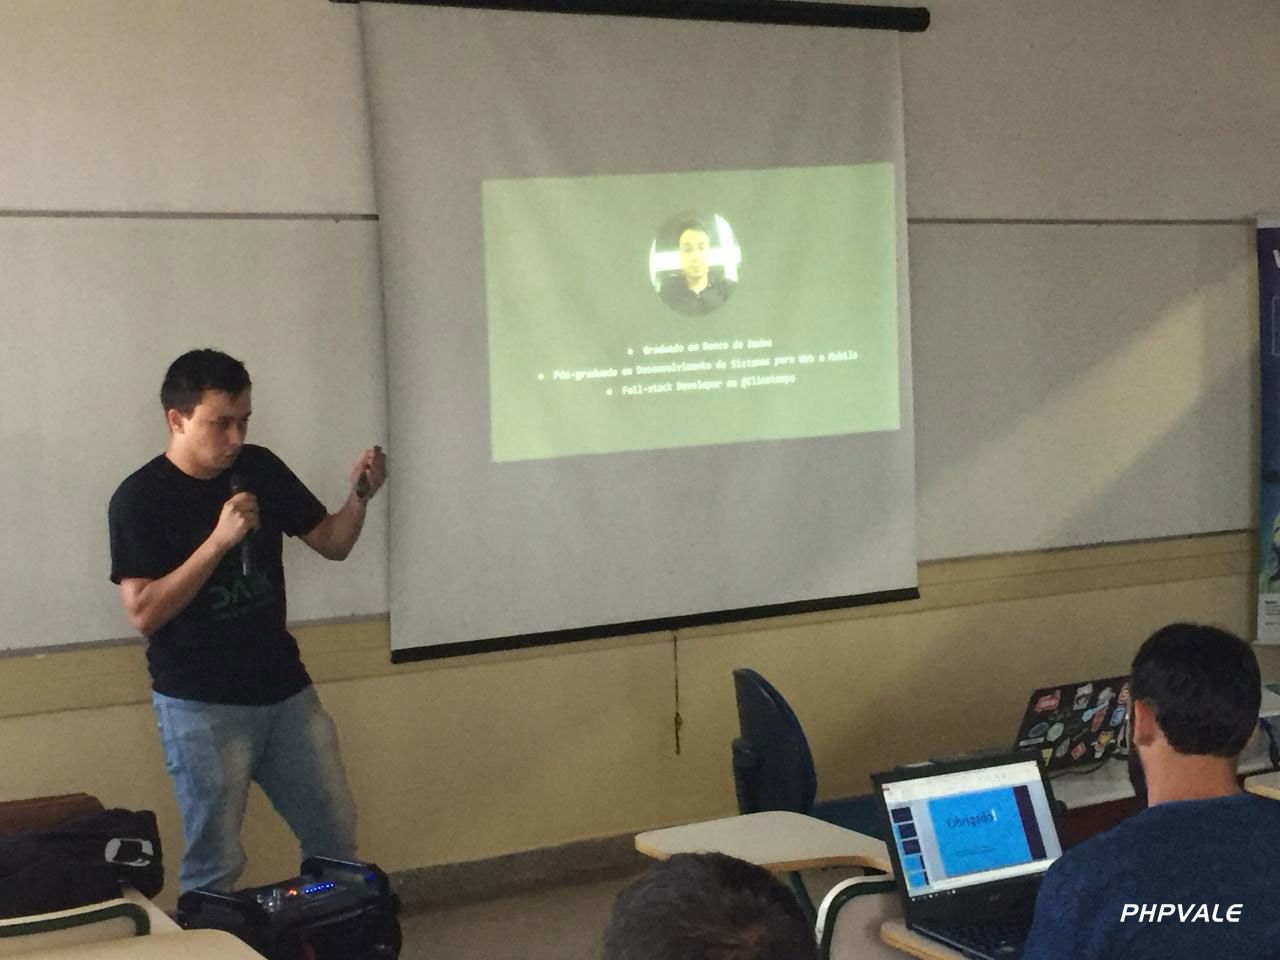 Graduado em Banco de Dados
Pós-graduado em Desenvolvimento de Sistemas para Web e Mobile
Full-stack Developer na @Climatempo
DARK
Obrigado!
PHPVALE